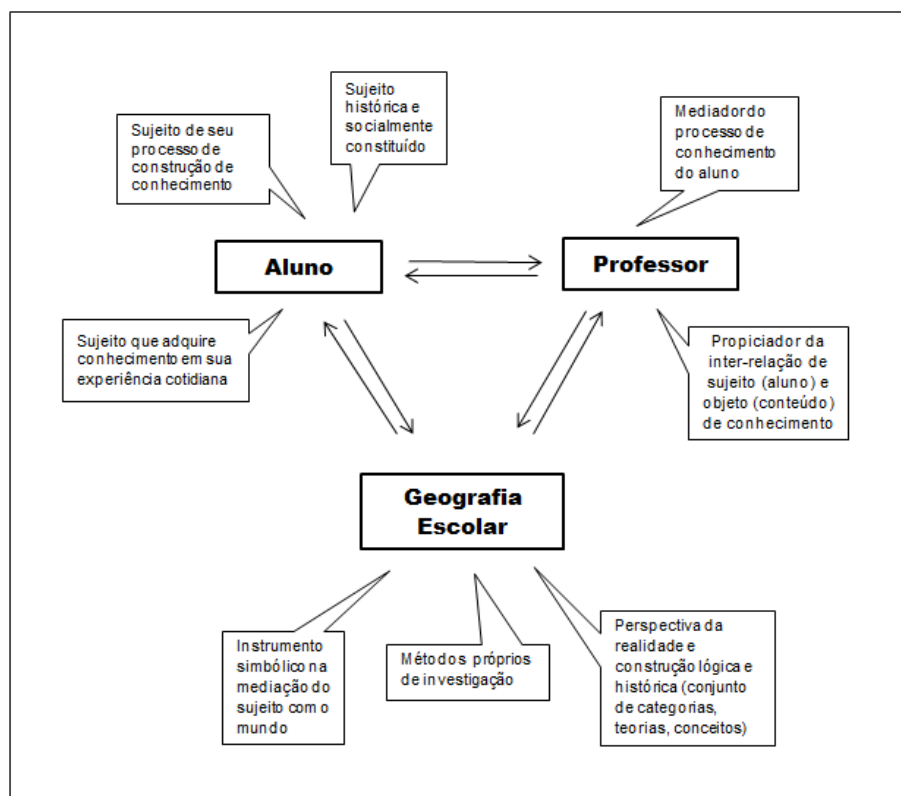 Sujeito
histórica e
socialmente
constituído
Sujeito de seu
processo de
construção de
conhecimento
Mediador do
processo de
conhecimento
do aluno
Aluno
Professor
Sujeito que adquire
conhecimento em sua
experiência cotidiana
Propiciador da
inter-relação de
sujeito (aluno) e
objeto (conteúdo)
de conhecimento
Geografia
Escolar
Instrumento
simbólico na
mediação do
sujeito com o
mundo
Métodos próprios
de investigação
Perspectiva da
realidade e
construção lógica e
histórica (conjunto
de categorias,
teorias, conceitos)